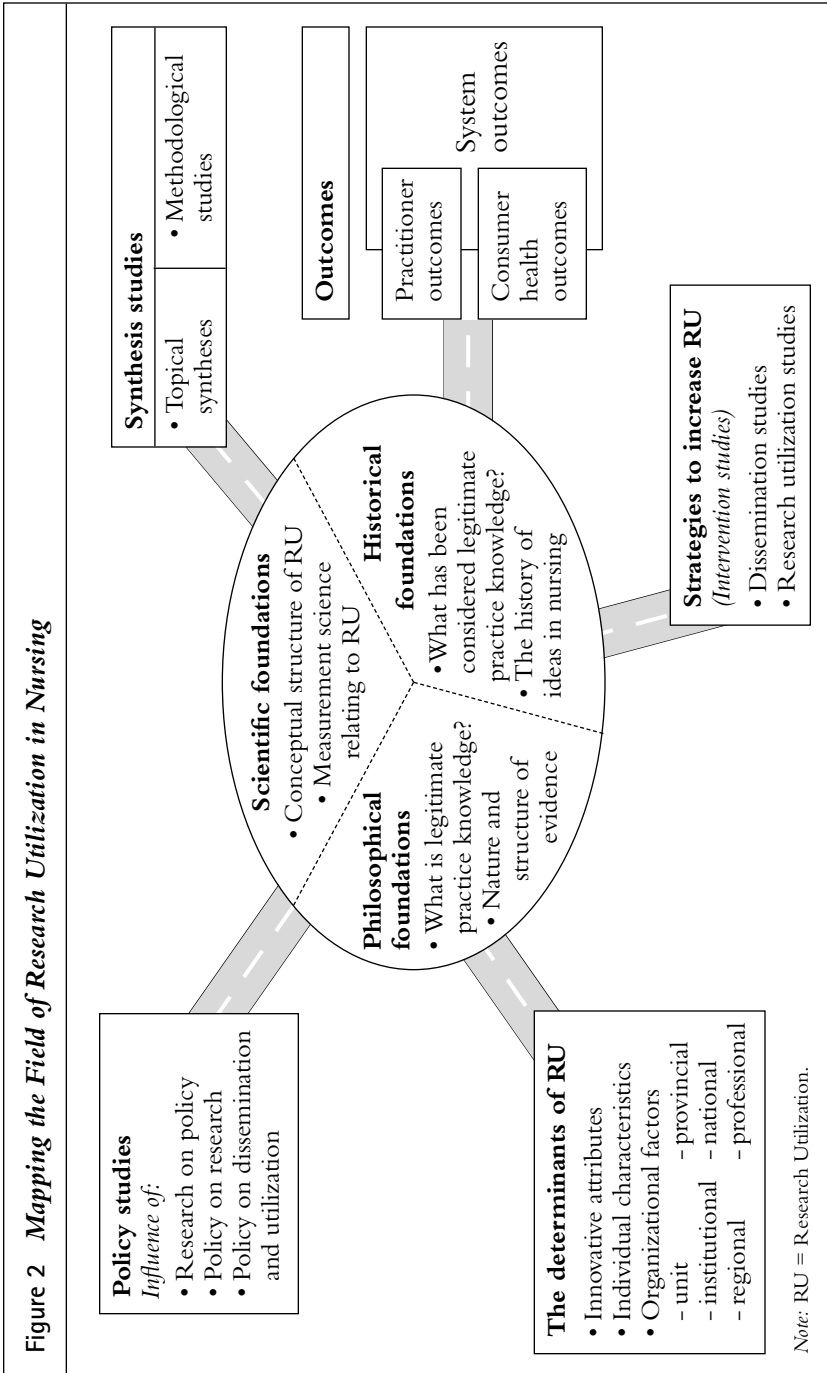 Figure 2 Mapping the Field of Research Utilization in Nursing
Policy studies
Influence of:
• Research on policy
• Policy on research
• Policy on dissemination
and utilization
Synthesis studies
• Topical
syntheses
• Methodological
studies
Scientific foundations
• Conceptual structure of RU
• Measurement science
relating to RU
Philosophical
foundations
• What is legitimate
practice knowledge?
• Nature and
structure of
evidence
Historical
foundations
• What has been
considered legitimate
practice knowledge?
• The history of
ideas in nursing
Outcomes
Practitioner
outcomes
Consumer
health
outcomes
System
outcomes
The determinants of RU
• Innovative attributes
• Individual characteristics
• Organizational factors
– unit – provincial
– institutional – national
– regional – professional
Strategies to increase RU
(Intervention studies)
• Dissemination studies
• Research utilization studies
Note: RU = Research Utilization.